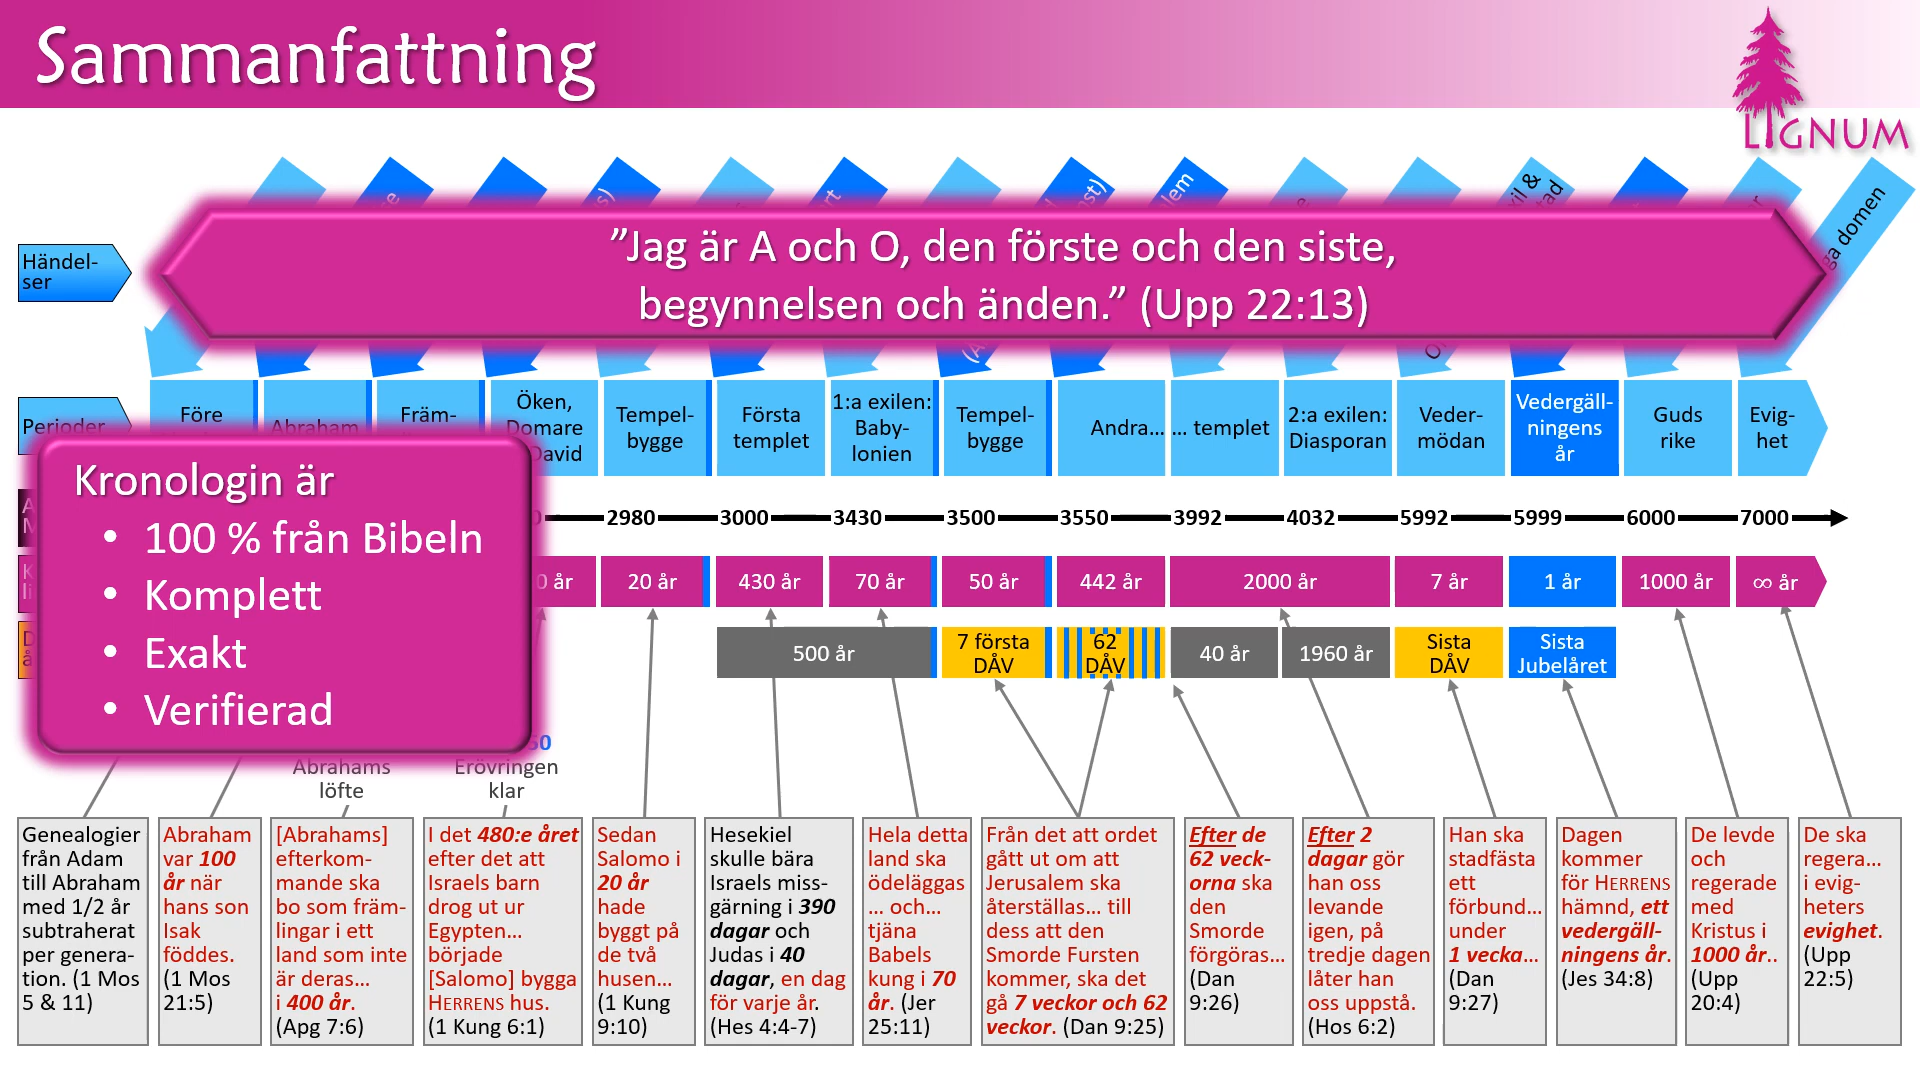 Sammanfattning
LIGNUM
”Jag är A och O, den förste och den siste,
begynnelsen och änden.” (Upp 22:13)
Händel-
ser
domen
Perioder
Före
Abraham
Främ-
Öken,
Domare
David
Tempel-
bygge
Första
templet
1:a exilen:
Baby-
lonien
Tempel-
bygge
Andra...
... templet
2:a exilen:
Diasporan
Veder-
mödan
Vedergäll-
ningens
år
Guds
rike
Evig-
het
Kronologin är
• 100 % från Bibeln
• Komplett
• Exakt
• Verifierad
2980 3000 3430 3500 3550 3992 4032 5992 5999 6000 7000
år
20 år
430 år
70 år
50 år
442 år
2000 år
7 år
1 år
1000 år
∞ år
500 år
7 första
DÅV
62
DÅV
40 år
1960 år
Sista
DÅV
Sista
Jubelåret
Abrahams
löfte
Erövringen
klar
Genealogier
från Adam
till Abraham
med 1/2 år
subtraherat
per genera-
tion. (1 Mos
5 & 11)
Abraham
var 100
år när
hans son
Isak
föddes.
(1 Mos
21:5)
[Abrahams]
efterkom-
mande ska
bo som främ-
lingar i ett
land som inte
är deras...
i 400 år.
(Apg 7:6)
I det 480:e året
efter det att
Israels barn
drog ut ur
Egypten...
började
[Salomo] bygga
HERRENS hus.
(1 Kung 6:1)
Sedan
Salomo i
20 år
hade
byggt på
de två
husen...
(1 Kung
9:10)
Hesekiel
skulle bära
Israels miss-
gärning i 390
dagar och
Judas i 40
dagar, en dag
för varje år.
(Hes 4:4-7)
Hela detta
land ska
ödeläggas
... och...
tjäna
Babels
kung i 70
år. (Jer
25:11)
Från det att ordet
gått ut om att
Jerusalem ska
återställas... till
dess att den
Smorde Fursten
kommer, ska det
gå 7 veckor och 62
veckor. (Dan 9:25)
Efter de
62 veck-
orna ska
den
Smorde
förgöras...
(Dan
9:26)
Efter 2
dagar gör
han oss
levande
igen, på
tredje dagen
låter han
oss uppstå.
(Hos 6:2)
Han ska
stadfästa
ett
förbund...
under
1 vecka...
(Dan
9:27)
Dagen
kommer
för HERRENS
hämnd, ett
vedergäll-
ningens år.
(Jes 34:8)
De levde
och
regerade
med
Kristus i
1000 år..
(Upp
20:4)
De ska
regera...
i evig-
heters
evighet.
(Upp
22:5)